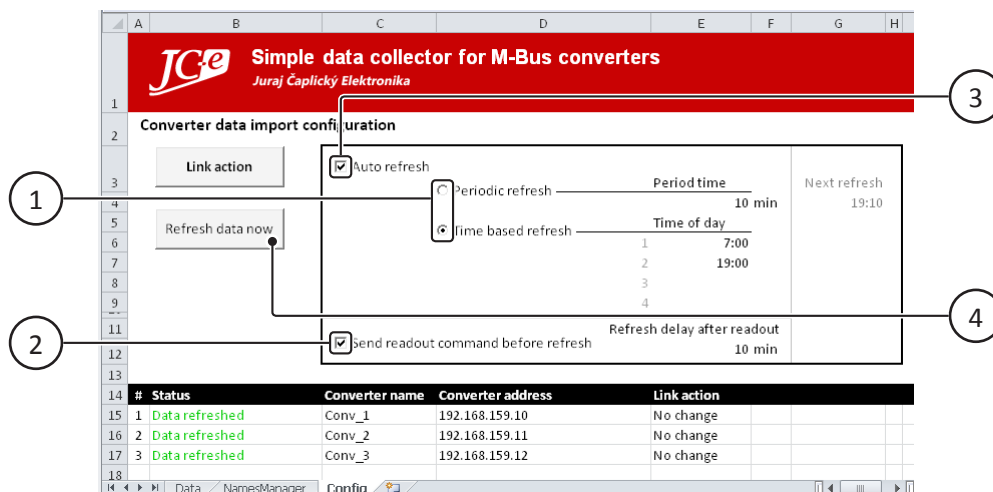 A B C D E F G H
JC-e Simple data collector for M-Bus converters
Juraj Čaplický Elektronika
1
3
2 Converter data import configuration
Link action Auto refresh
3 Periodic refresh Period time Next refresh
1
4 10 min 19:10
5 Refresh data now Time based refresh Time of day
6 1 7:00
7 2 19:00
8 3
9 4
4
11 Refresh delay after readout
2
12 Send readout command before refresh 10 min
13
14 # Status Converter name Converter address Link action
15 1 Data refreshed Conv_1 192.168.159.10 No change
16 2 Data refreshed Conv_2 192.168.159.11 No change
17 3 Data refreshed Conv_3 192.168.159.12 No change
18
Data NamesManager Config